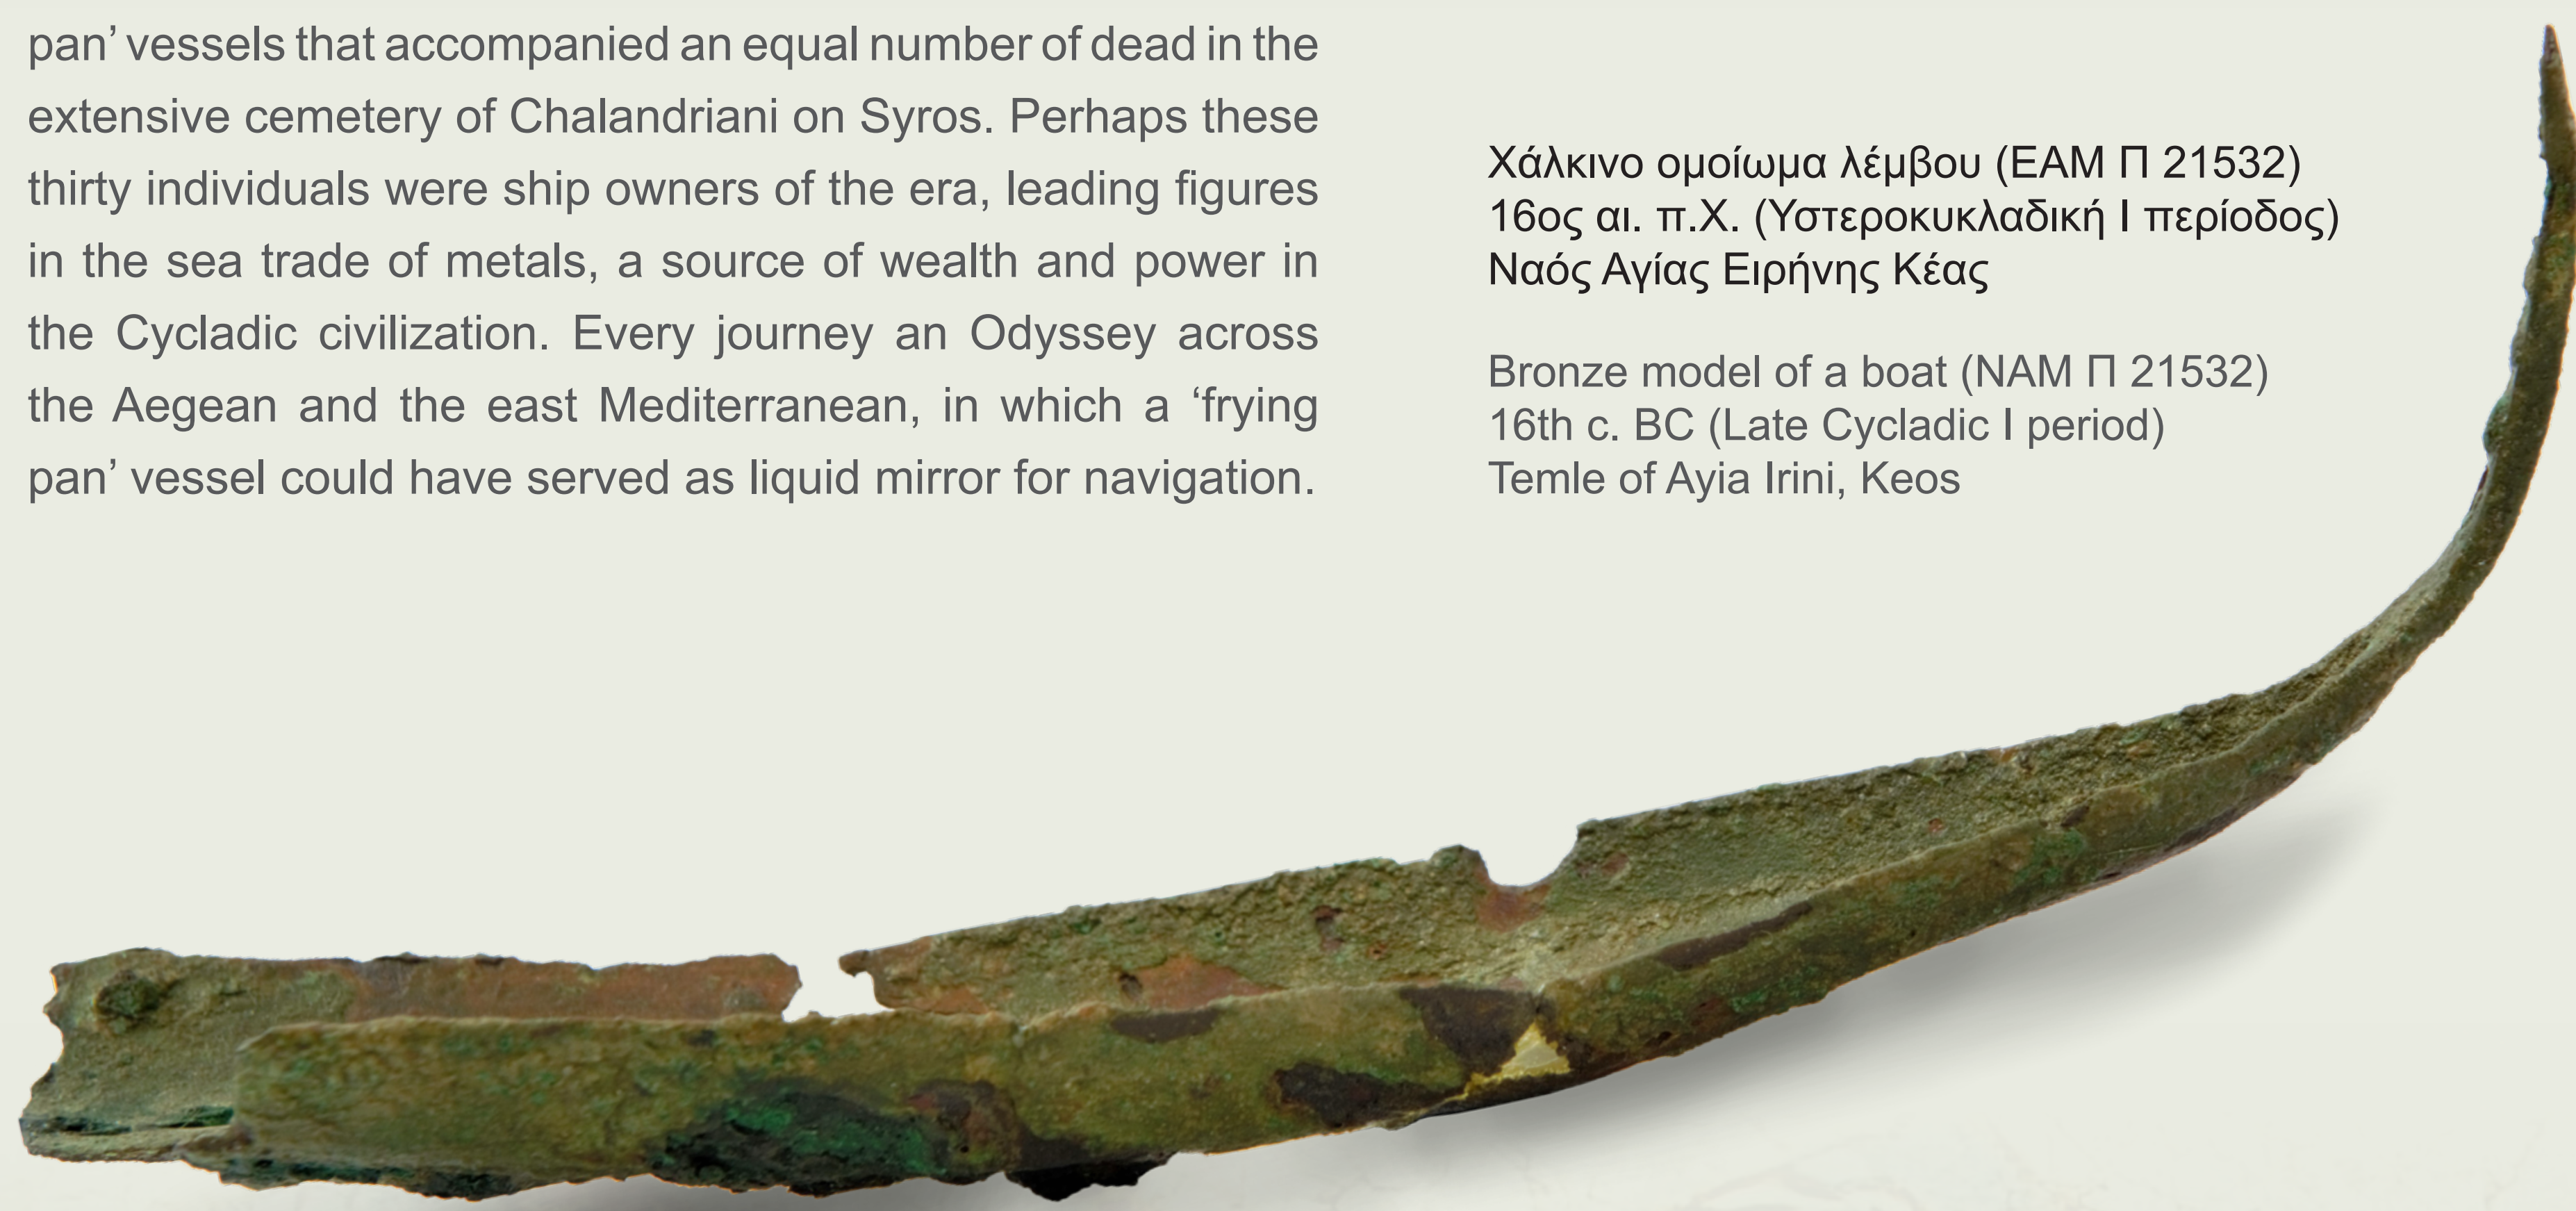 pan’ vessels that accompanied an equal number of dead in the
extensive cemetery of Chalandriani on Syros. Perhaps these
thirty individuals were ship owners of the era, leading figures
in the sea trade of metals, a source of wealth and power in
the Cycladic civilization. Every journey an Odyssey across
the Aegean and the east Mediterranean, in which a ‘frying
pan’ vessel could have served as liquid mirror for navigation.
Χάλκινο ομοίωμα λέμβου (ΕΑΜ Π 21532)
16ος αι. π.Χ. (Υστεροκυκλαδική Ι περίοδος)
Ναός Αγίας Ειρήνης Κέας
Bronze model of a boat (NAM Π 21532)
16th c. BC (Late Cycladic I period)
Temle of Ayia Irini, Keos